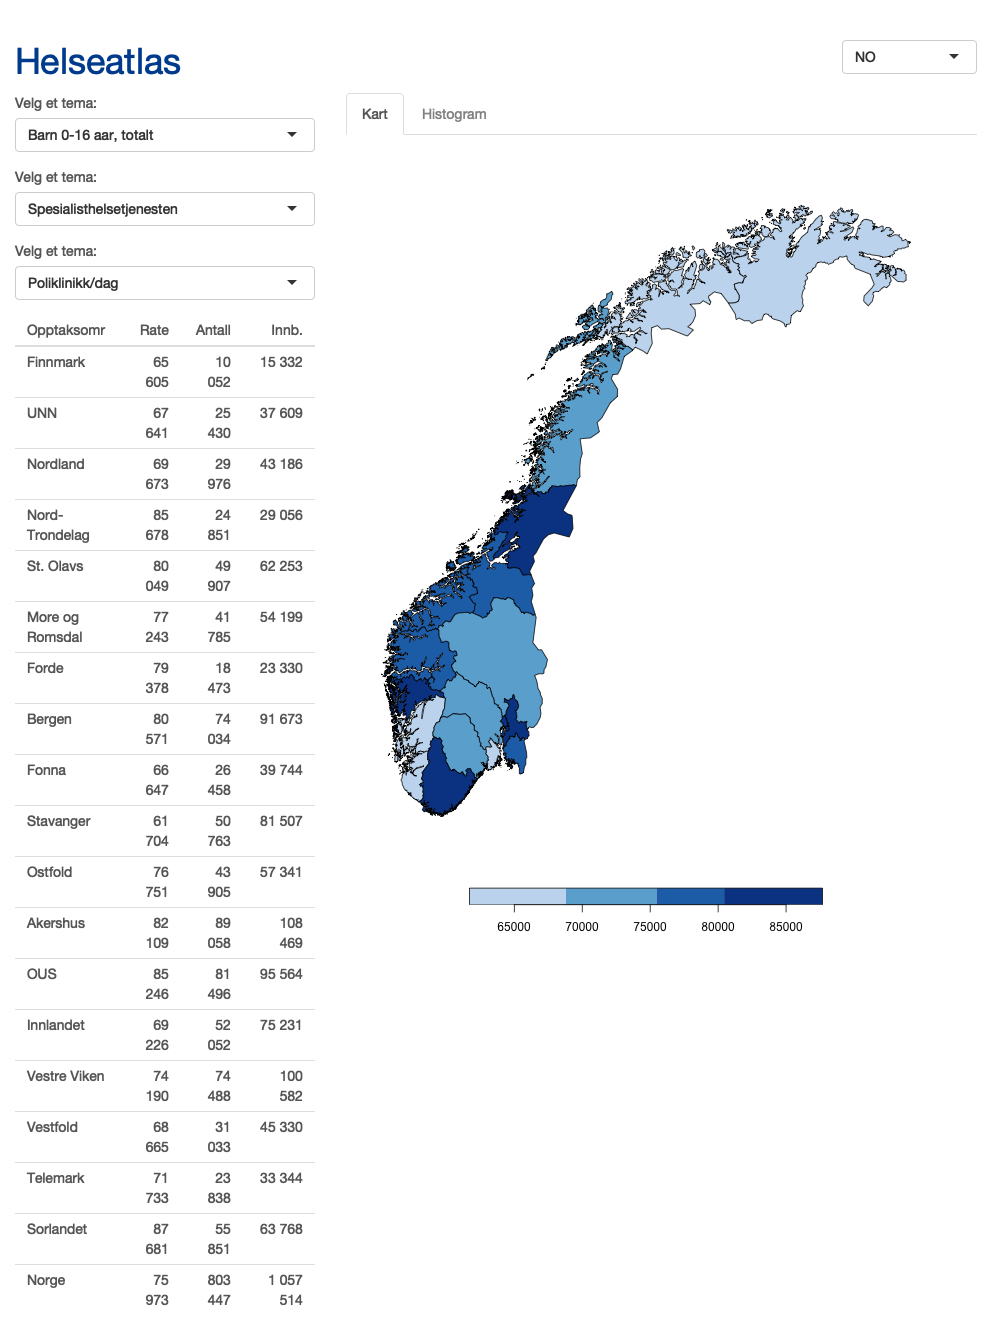 Helseatlas
NO
Velg et tema:
Barn 0-16 aar, totalt
Velg et tema:
Spesialisthelsetjenesten
Velg et tema:
Poliklinikk/dag
Kart Histogram
Opptaksomr Rate Antall Innb.
Finnmark 65 10 15 332
605 052
UNN 67 25 37 609
641 430
Nordland 69 29 43 186
673 976
Nord- 85 24 29 056
Trondelag 678 851
St. Olavs 80 49 62 253
049 907
More og 77 41 54 199
Romsdal 243 785
Forde 79 18 23 330
378 473
Bergen 80 74 91 673
571 034
Fonna 66 26 39 744
647 458
Stavanger 61 50 81 507
704 763
Ostfold 76 43 57 341
751 905
Akershus 82 89 108
109 058 469
OUS 85 81 95 564
246 496
Innlandet 69 52 75 231
226 052
Vestre Viken 74 74 100
190 488 582
Vestfold 68 31 45 330
665 033
Telemark 71 23 33 344
733 838
Sorlandet 87 55 63 768
681 851
Norge 75 803 1 057
973 447 514
65000 70000 75000 80000 85000